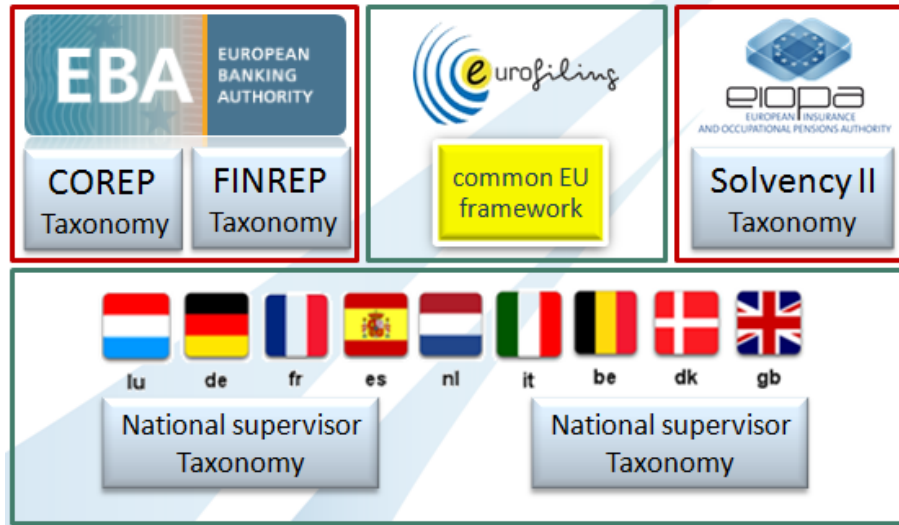 EBA
EUROPEAN
BANKING
AUTHORITY
COREP
Taxonomy
FINREP
Taxonomy
eurofiling
common EU
framework
eiopa
EUROPEAN INSURANCE
AND OCCUPATIONAL PENSIONS AUTHORITY
Solvency II
Taxonomy
lu de fr es nl it be dk gb
National supervisor
Taxonomy
National supervisor
Taxonomy